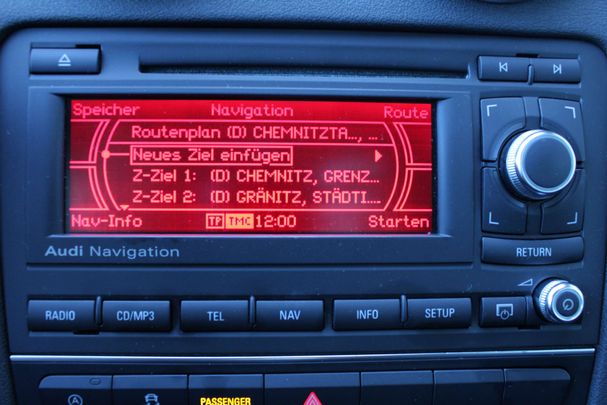 Speicher Navigation Route
Routenplan (D) CHEMNITZTA..., ...
Neues Ziel einfügen
Z-Ziel 1: (D) CHEMNITZ, GRENZ...
Z-Ziel 2: (D) GRÄNITZ, STÄDTI...
Nav-Info TP TMC 12:00 Starten
Audi Navigation
RETURN
RADIO CD/MP3 TEL NAV INFO SETUP
A
PASSENGER